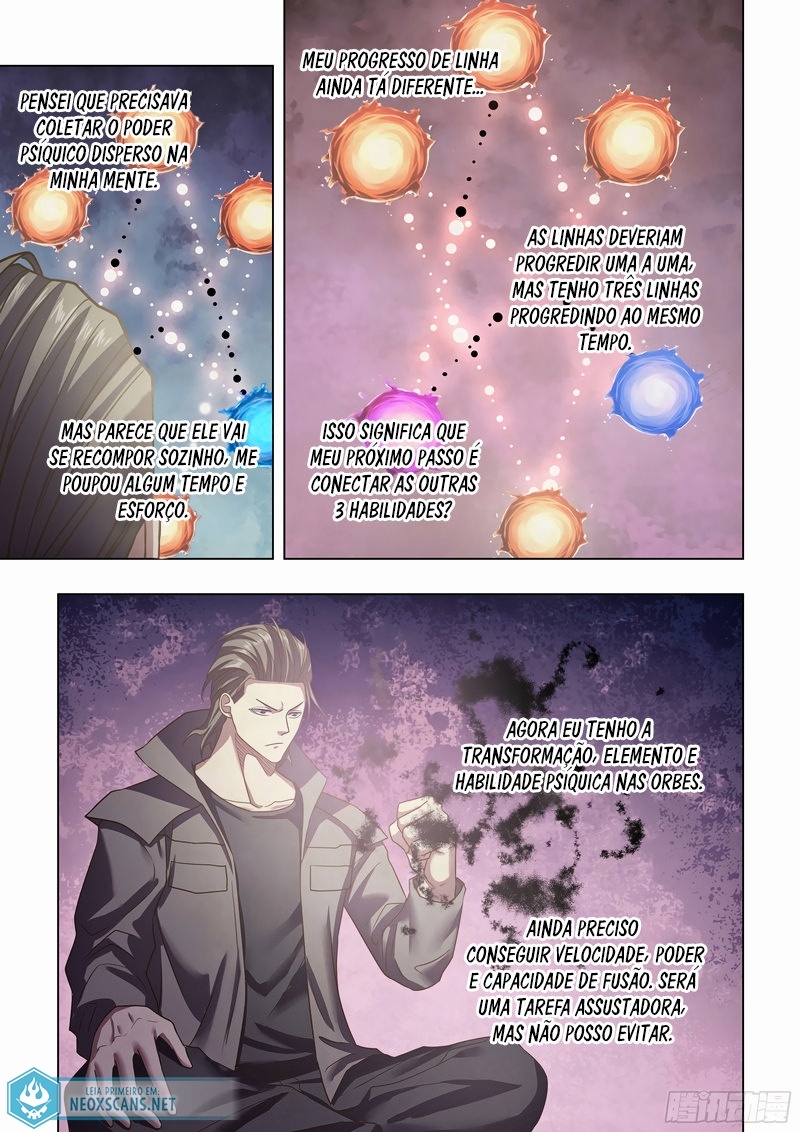 PENSEI QUE PRECISAVA
COLETAR O PODER
PSÍQUICO DISPERSO NA
MINHA MENTE.
MAS PARECE QUE ELE VAI
SE RECOMPOR SOZINHO, ME
POUPOU ALGUM TEMPO E
ESFORÇO.
MEU PROGRESSO DE LINHA
AINDA TÁ DIFERENTE...
AS LINHAS DEVERIAM
PROGREDIR UMA A UMA,
MAS TENHO TRÊS LINHAS
PROGREDINDO AO MESMO
TEMPO.
ISSO SIGNIFICA QUE
MEU PRÓXIMO PASSO É
CONECTAR AS OUTRAS
3 HABILIDADES?
AGORA EU TENHO A
TRANSFORMAÇÃO, ELEMENTO E
HABILIDADE PSÍQUICA NAS ORBES.
AINDA PRECISO
CONSEGUIR VELOCIDADE, PODER
E CAPACIDADE DE FUSÃO. SERÁ
UMA TAREFA ASSUSTADORA,
MAS NÃO POSSO EVITAR.
LEIA PRIMEIRO EM:
NEOXSCANS.NET
腾讯动漫